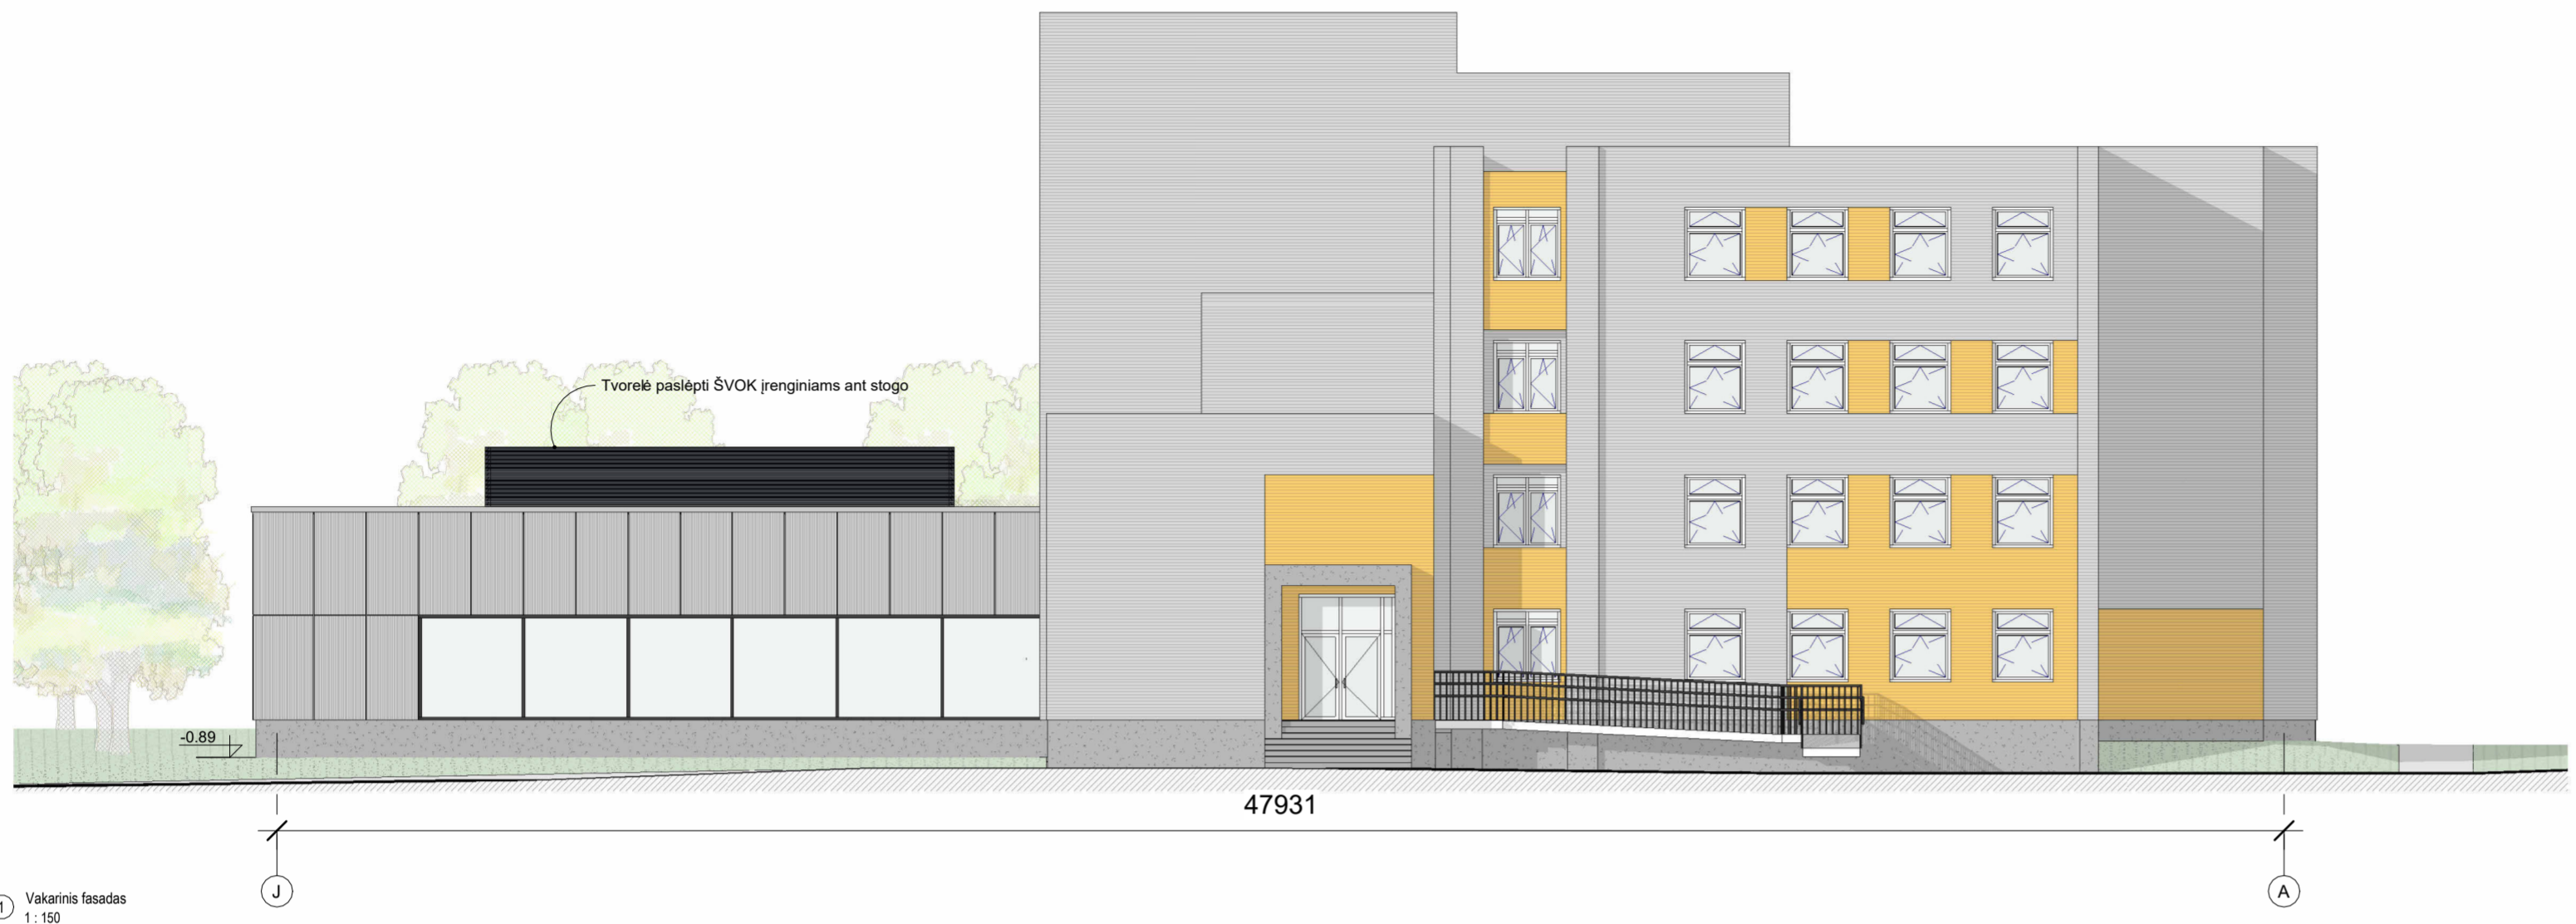 Tvorelė paslėpti ŠVOK įrenginiams ant stogo
-0.89
47931
J
A
1 Vakarinis fasadas
1 : 150